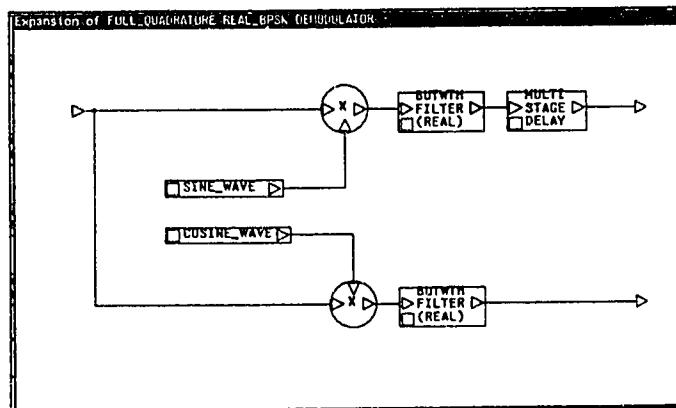 Expansion of FULL_QUADRATURE REAL_BPSK DEMODULATOR
X
BUTWTH
FILTER
(REAL)
MULTI
STAGE
DELAY
SINE_WAVE
COSINE_WAVE
X
BUTWTH
FILTER
(REAL)